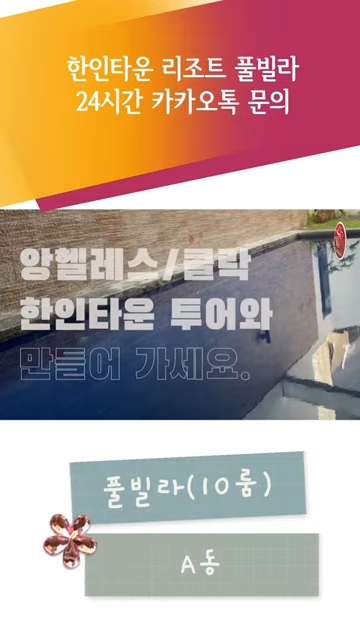 한인타운 리조트 풀빌라
24시간 카카오톡 문의
앙헬레스/클락
한인타운 투어와
만들어 가세요.
풀빌라(10룸)
A동